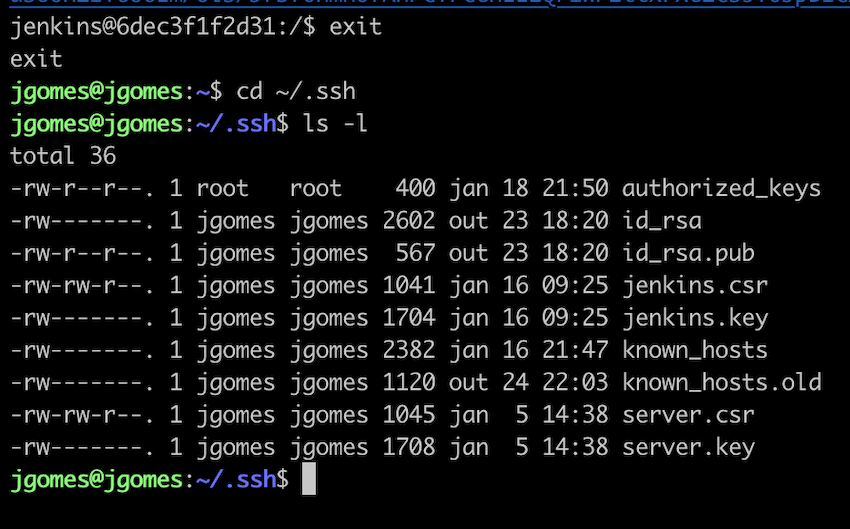 jenkins@6dec3f1f2d31:/$ exit
exit
jgomes@jgomes:~$ cd ~/.ssh
jgomes@jgomes:~/.ssh$ ls -l
total 36
-rw-r--r--. 1 root   root    400 jan 18 21:50 authorized_keys
-rw-------. 1 jgomes jgomes 2602 out 23 18:20 id_rsa
-rw-r--r--. 1 jgomes jgomes  567 out 23 18:20 id_rsa.pub
-rw-rw-r--. 1 jgomes jgomes 1041 jan 16 09:25 jenkins.csr
-rw-------. 1 jgomes jgomes 1704 jan 16 09:25 jenkins.key
-rw-------. 1 jgomes jgomes 2382 jan 16 21:47 known_hosts
-rw-------. 1 jgomes jgomes 1120 out 24 22:03 known_hosts.old
-rw-rw-r--. 1 jgomes jgomes 1045 jan  5 14:38 server.csr
-rw-------. 1 jgomes jgomes 1708 jan  5 14:38 server.key
jgomes@jgomes:~/.ssh$